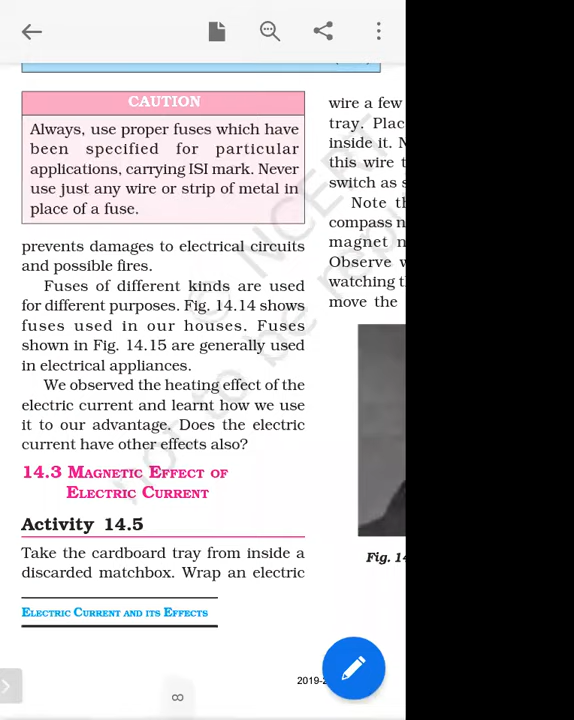 CAUTION
Always, use proper fuses which have
been specified for particular
applications, carrying ISI mark. Never
use just any wire or strip of metal in
place of a fuse.
prevents damages to electrical circuits
and possible fires.
Fuses of different kinds are used
for different purposes. Fig. 14.14 shows
fuses used in our houses. Fuses
shown in Fig. 14.15 are generally used
in electrical appliances.
We observed the heating effect of the
electric current and learnt how we use
it to our advantage. Does the electric
current have other effects also?
14.3 MAGNETIC EFFECT OF
ELECTRIC CURRENT
Activity 14.5
Take the cardboard tray from inside a
discarded matchbox. Wrap an electric
ELECTRIC CURRENT AND ITS EFFECTS
wire a few
tray.
inside it.
this wire
switch as
Note
compass
magnet
Observe
watching
move the
Fig.
© NCERT
not to be
2019-
8